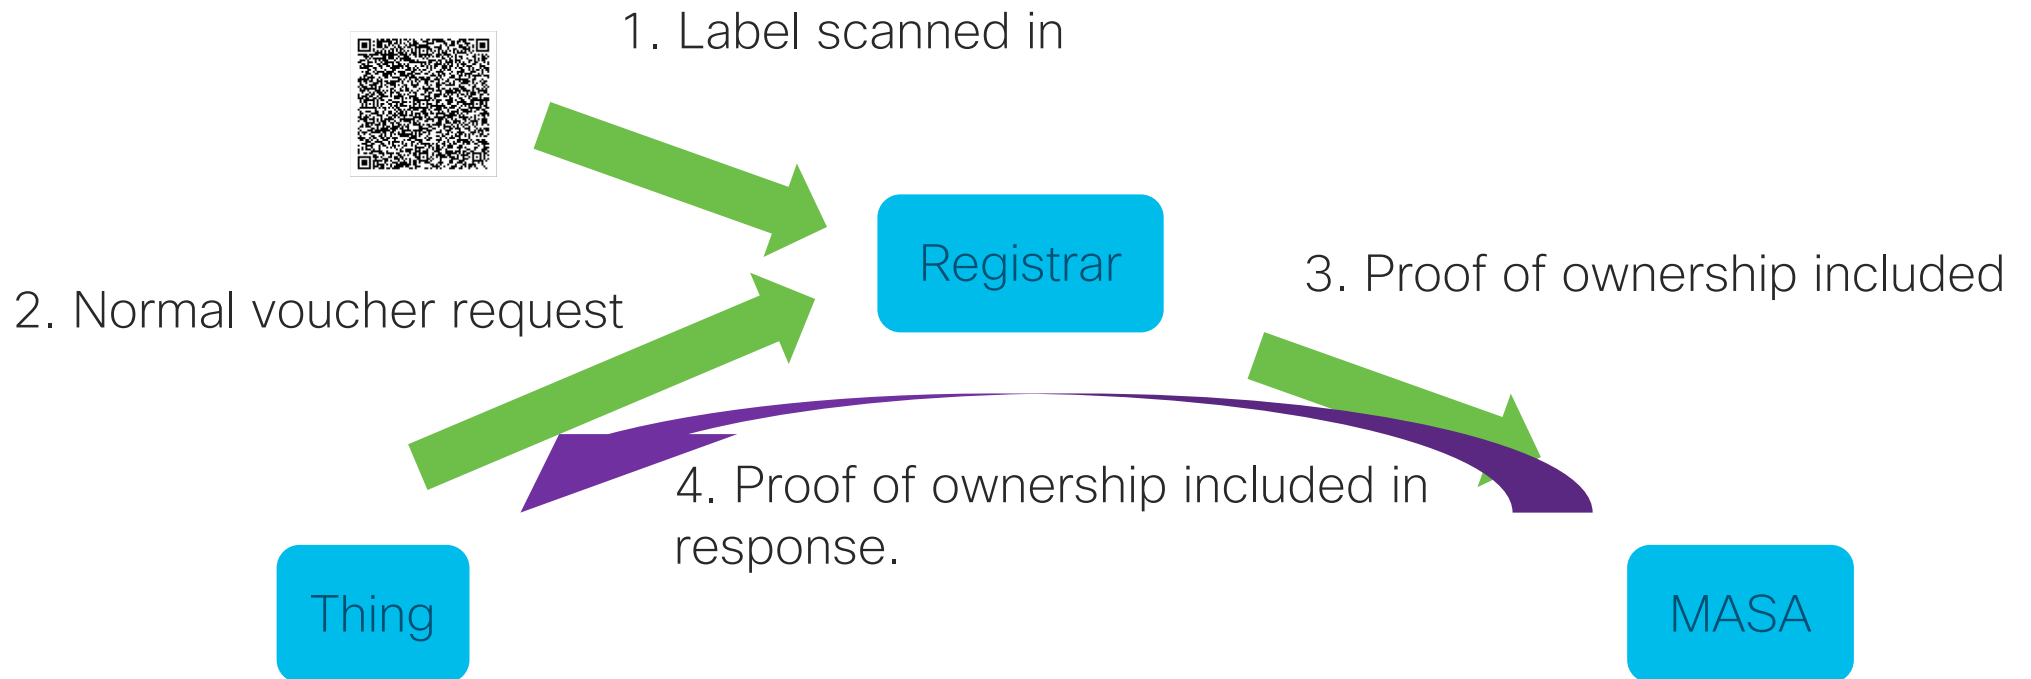 1. Label scanned in
Registrar
3. Proof of ownership included
2. Normal voucher request
4. Proof of ownership included in
response.
Thing
MASA